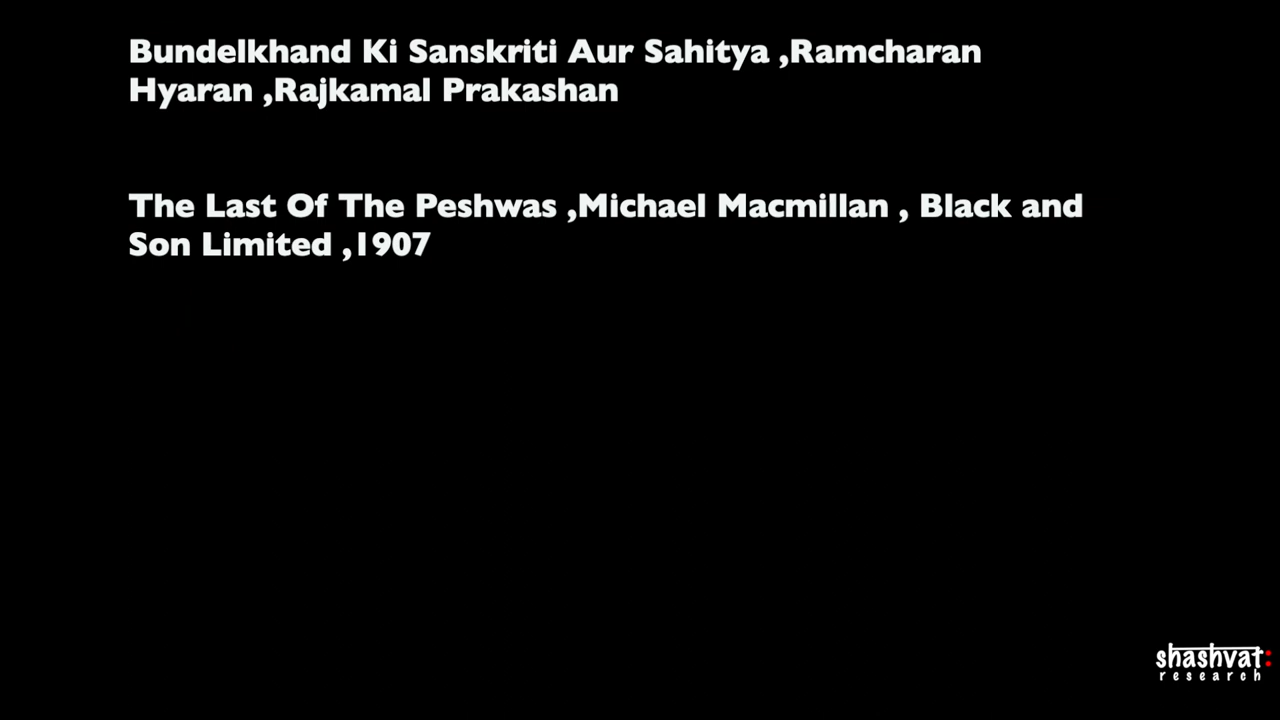 Bundelkhand Ki Sanskriti Aur Sahitya ,Ramcharan
Hyaran ,Rajkamal Prakashan
The Last Of The Peshwas ,Michael Macmillan , Black and
Son Limited ,1907
shashvat:
research